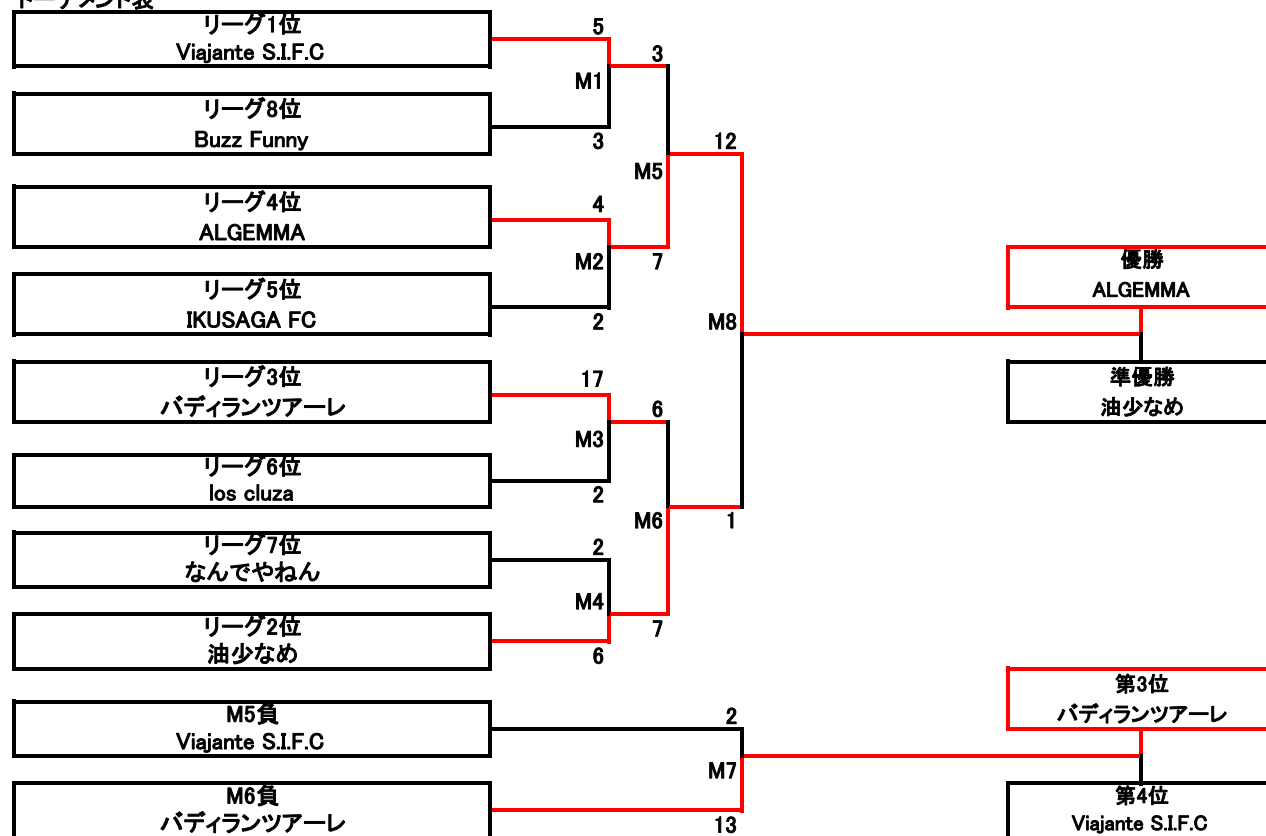 トーナメント表
リーグ1位
Viajante S.I.F.C
5
3
M1
リーグ8位
Buzz Funny
3
12
M5
リーグ4位
ALGEMMA
4
M2
7
リーグ5位
IKUSAGA FC
2
優勝
ALGEMMA
M8
準優勝
油少なめ
リーグ3位
バディランツアーレ
17
6
M3
リーグ6位
los cluza
2
M6
1
リーグ7位
なんでやねん
2
M4
7
リーグ2位
油少なめ
6
M5負
Viajante S.I.F.C
2
M7
第3位
バディランツアーレ
M6負
バディランツアーレ
13
第4位
Viajante S.I.F.C